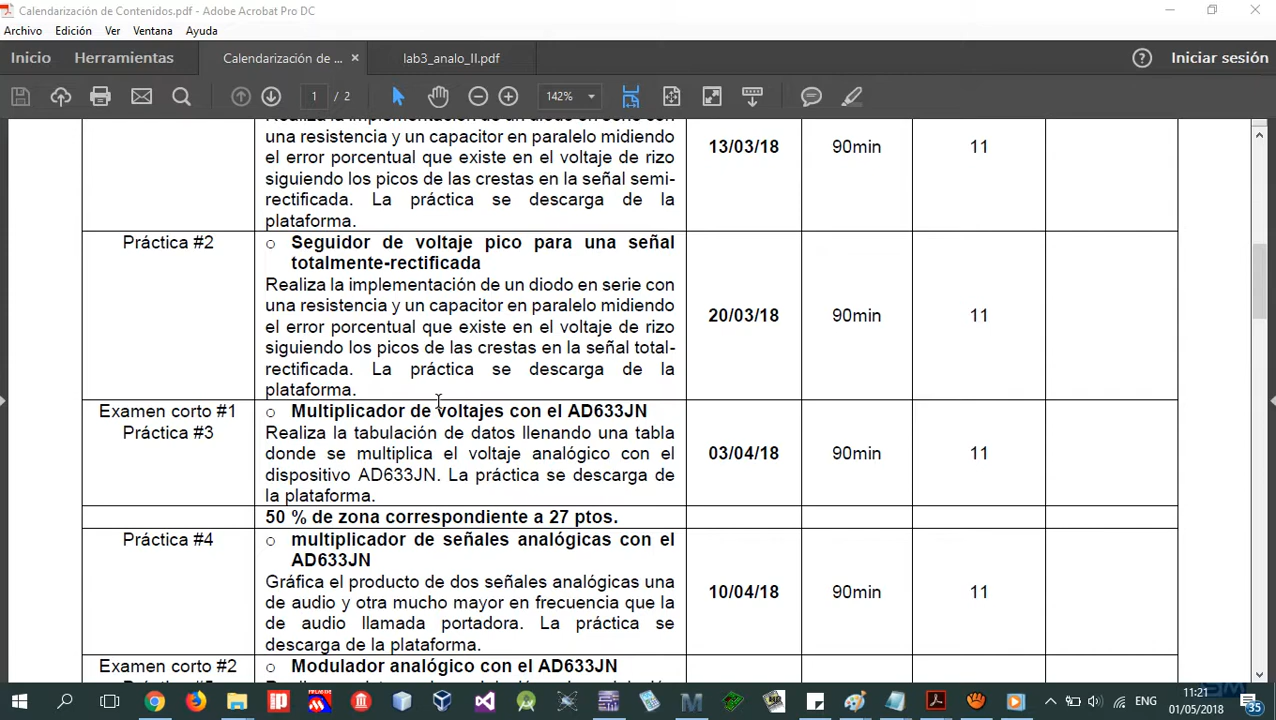 Calendarización de Contenidos.pdf - Adobe Acrobat Pro DC
Archivo Edición Ver Ventana Ayuda
Inicio Herramientas Calendarización de ... × lab3_analo_II.pdf Iniciar sesión
1 / 2 142%
Realiza la implementación de un diodo en serie con
una resistencia y un capacitor en paralelo midiendo
el error porcentual que existe en el voltaje de rizo
siguiendo los picos de las crestas en la señal semi-
rectificada. La práctica se descarga de la
plataforma.
13/03/18 90min 11
Práctica #2
○ Seguidor de voltaje pico para una señal
totalmente-rectificada
Realiza la implementación de un diodo en serie con
una resistencia y un capacitor en paralelo midiendo
el error porcentual que existe en el voltaje de rizo
siguiendo los picos de las crestas en la señal total-
rectificada. La práctica se descarga de la
plataforma.
20/03/18 90min 11
Examen corto #1
Práctica #3
○ Multiplicador de voltajes con el AD633JN
Realiza la tabulación de datos llenando una tabla
donde se multiplica el voltaje analógico con el
dispositivo AD633JN. La práctica se descarga de
la plataforma.
03/04/18 90min 11
50 % de zona correspondiente a 27 ptos.
Práctica #4
○ multiplicador de señales analógicas con el
AD633JN
Gráfica el producto de dos señales analógicas una
de audio y otra mucho mayor en frecuencia que la
de audio llamada portadora. La práctica se
descarga de la plataforma.
10/04/18 90min 11
Examen corto #2
○ Modulador analógico con el AD633JN
ENG
11:21
01/05/2018
35